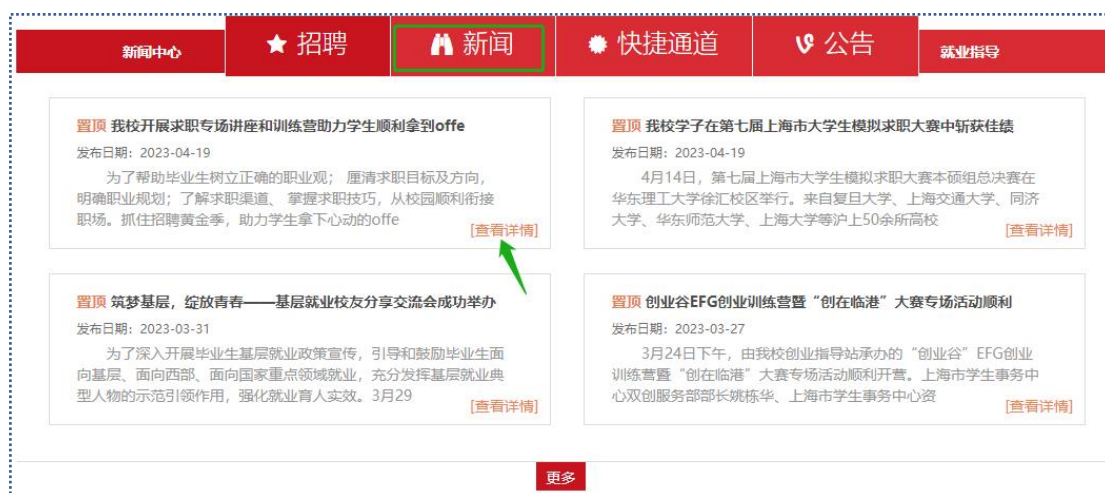 新闻中心
招聘
新闻
快捷通道
公告
就业指导
置顶 我校开展求职专场讲座和训练营助力学生顺利拿到offe
发布日期：2023-04-19
为了帮助毕业生树立正确的职业观； 厘清求职目标及方向，
明确职业规划；了解求职渠道、 掌握求职技巧，从校园顺利衔接
职场。抓住招聘黄金季，助力学生拿下心动的offe
[查看详情]
置顶 我校学子在第七届上海市大学生模拟求职大赛中斩获佳绩
发布日期：2023-04-19
4月14日，第七届上海市大学生模拟求职大赛本硕组总决赛在
华东理工大学徐汇校区举行。来自复旦大学、上海交通大学、同济
大学、华东师范大学、上海大学等沪上50余所高校
[查看详情]
置顶 筑梦基层，绽放青春——基层就业校友分享交流会成功举办
发布日期：2023-03-31
为了深入开展毕业生基层就业政策宣传，引导和鼓励毕业生面
向基层、面向西部、面向国家重点领域就业，充分发挥基层就业典
型人物的示范引领作用，强化就业育人实效。3月29
[查看详情]
置顶 创业谷EFG创业训练营暨“创在临港”大赛专场活动顺利
发布日期：2023-03-27
3月24日下午，由我校创业指导站承办的“创业谷”EFG创业
训练营暨“创在临港”大赛专场活动顺利开营。上海市学生事务中
心双创服务部部长姚栋华、上海市学生事务中心资
[查看详情]
更多